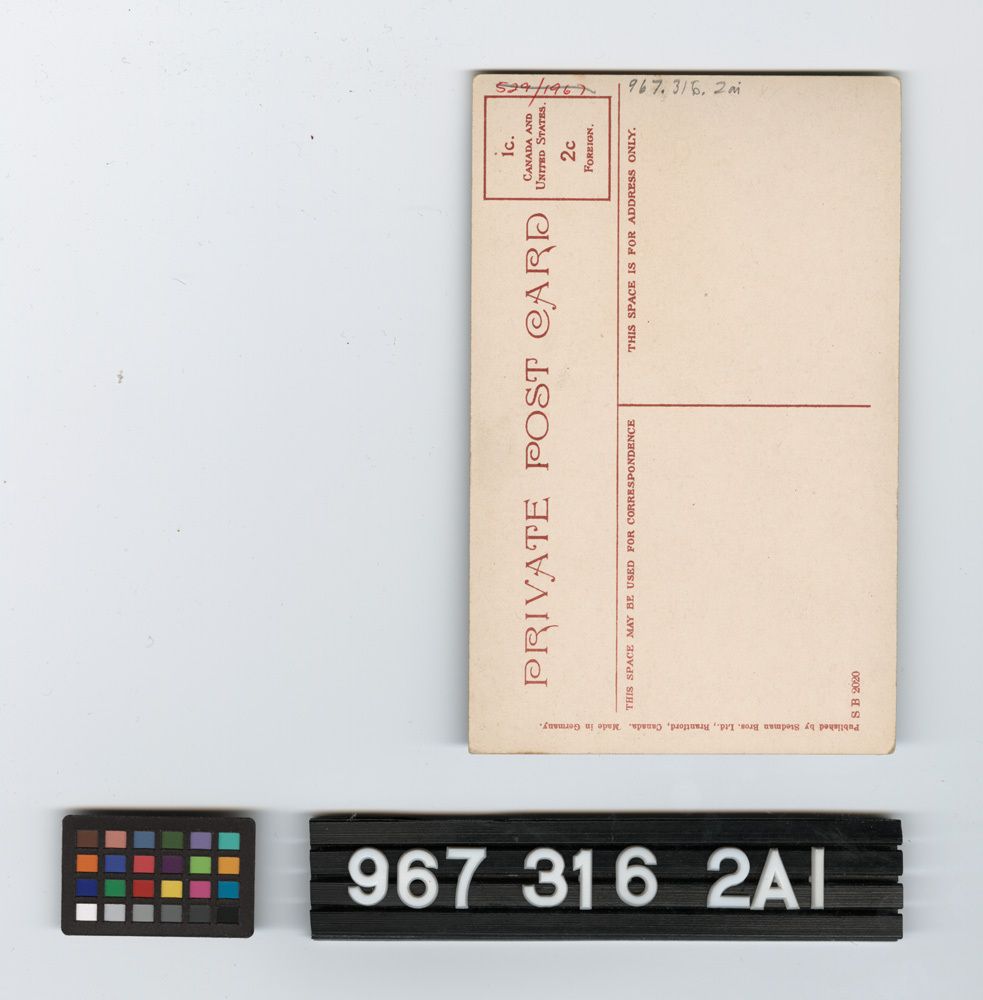 529/1967
967.316.2ai
1c.
CANADA AND
UNITED STATES.
2c
FOREIGN.
PRIVATE POST CARD
THIS SPACE MAY BE USED FOR CORRESPONDENCE
THIS SPACE IS FOR ADDRESS ONLY.
S B 2020
Published by Stedman Bros. Ltd., Brantford, Canada. Made in Germany.
967 316 2AI